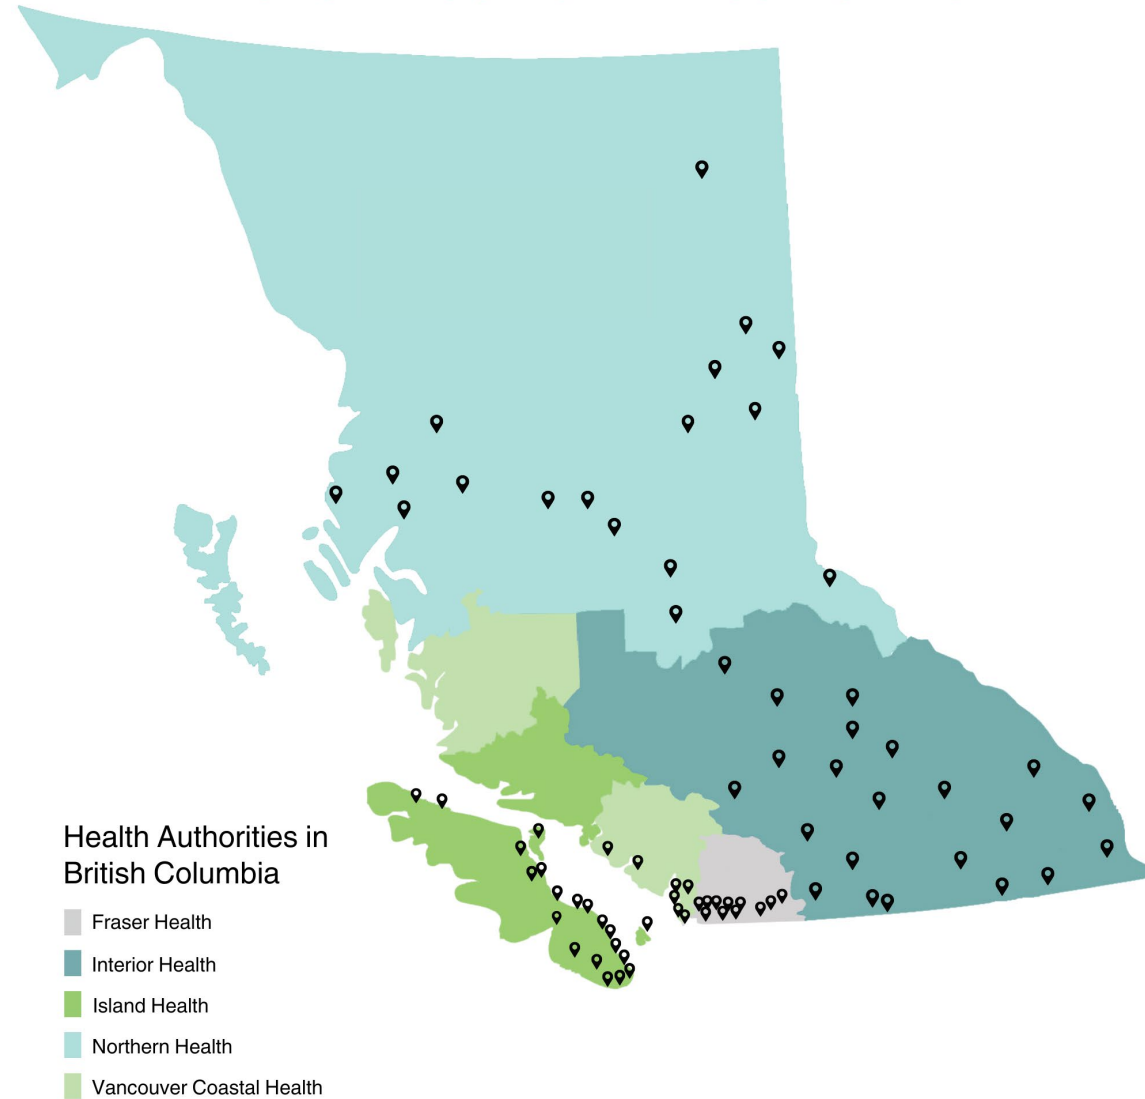 Health Authorities in
British Columbia
Fraser Health
Interior Health
Island Health
Northern Health
Vancouver Coastal Health